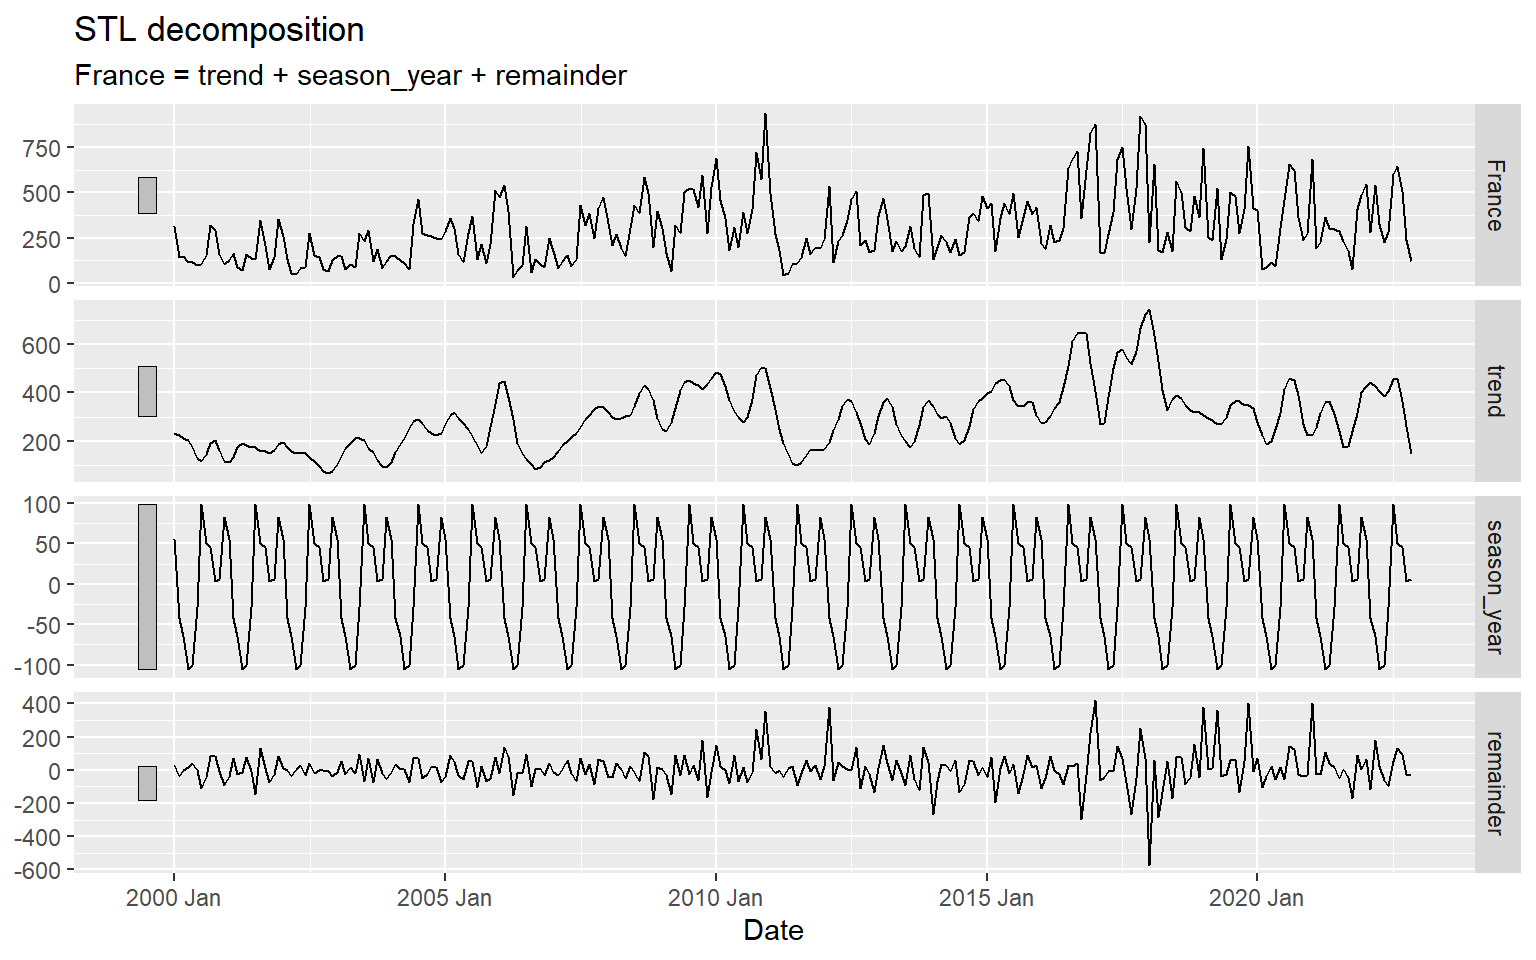 STL decomposition
France = trend + season_year + remainder
750
500
250
0
France
600
400
200
trend
100
50
0
-50
-100
season_year
400
200
0
-200
-400
-600
remainder
2000 Jan 2005 Jan 2010 Jan 2015 Jan 2020 Jan
Date